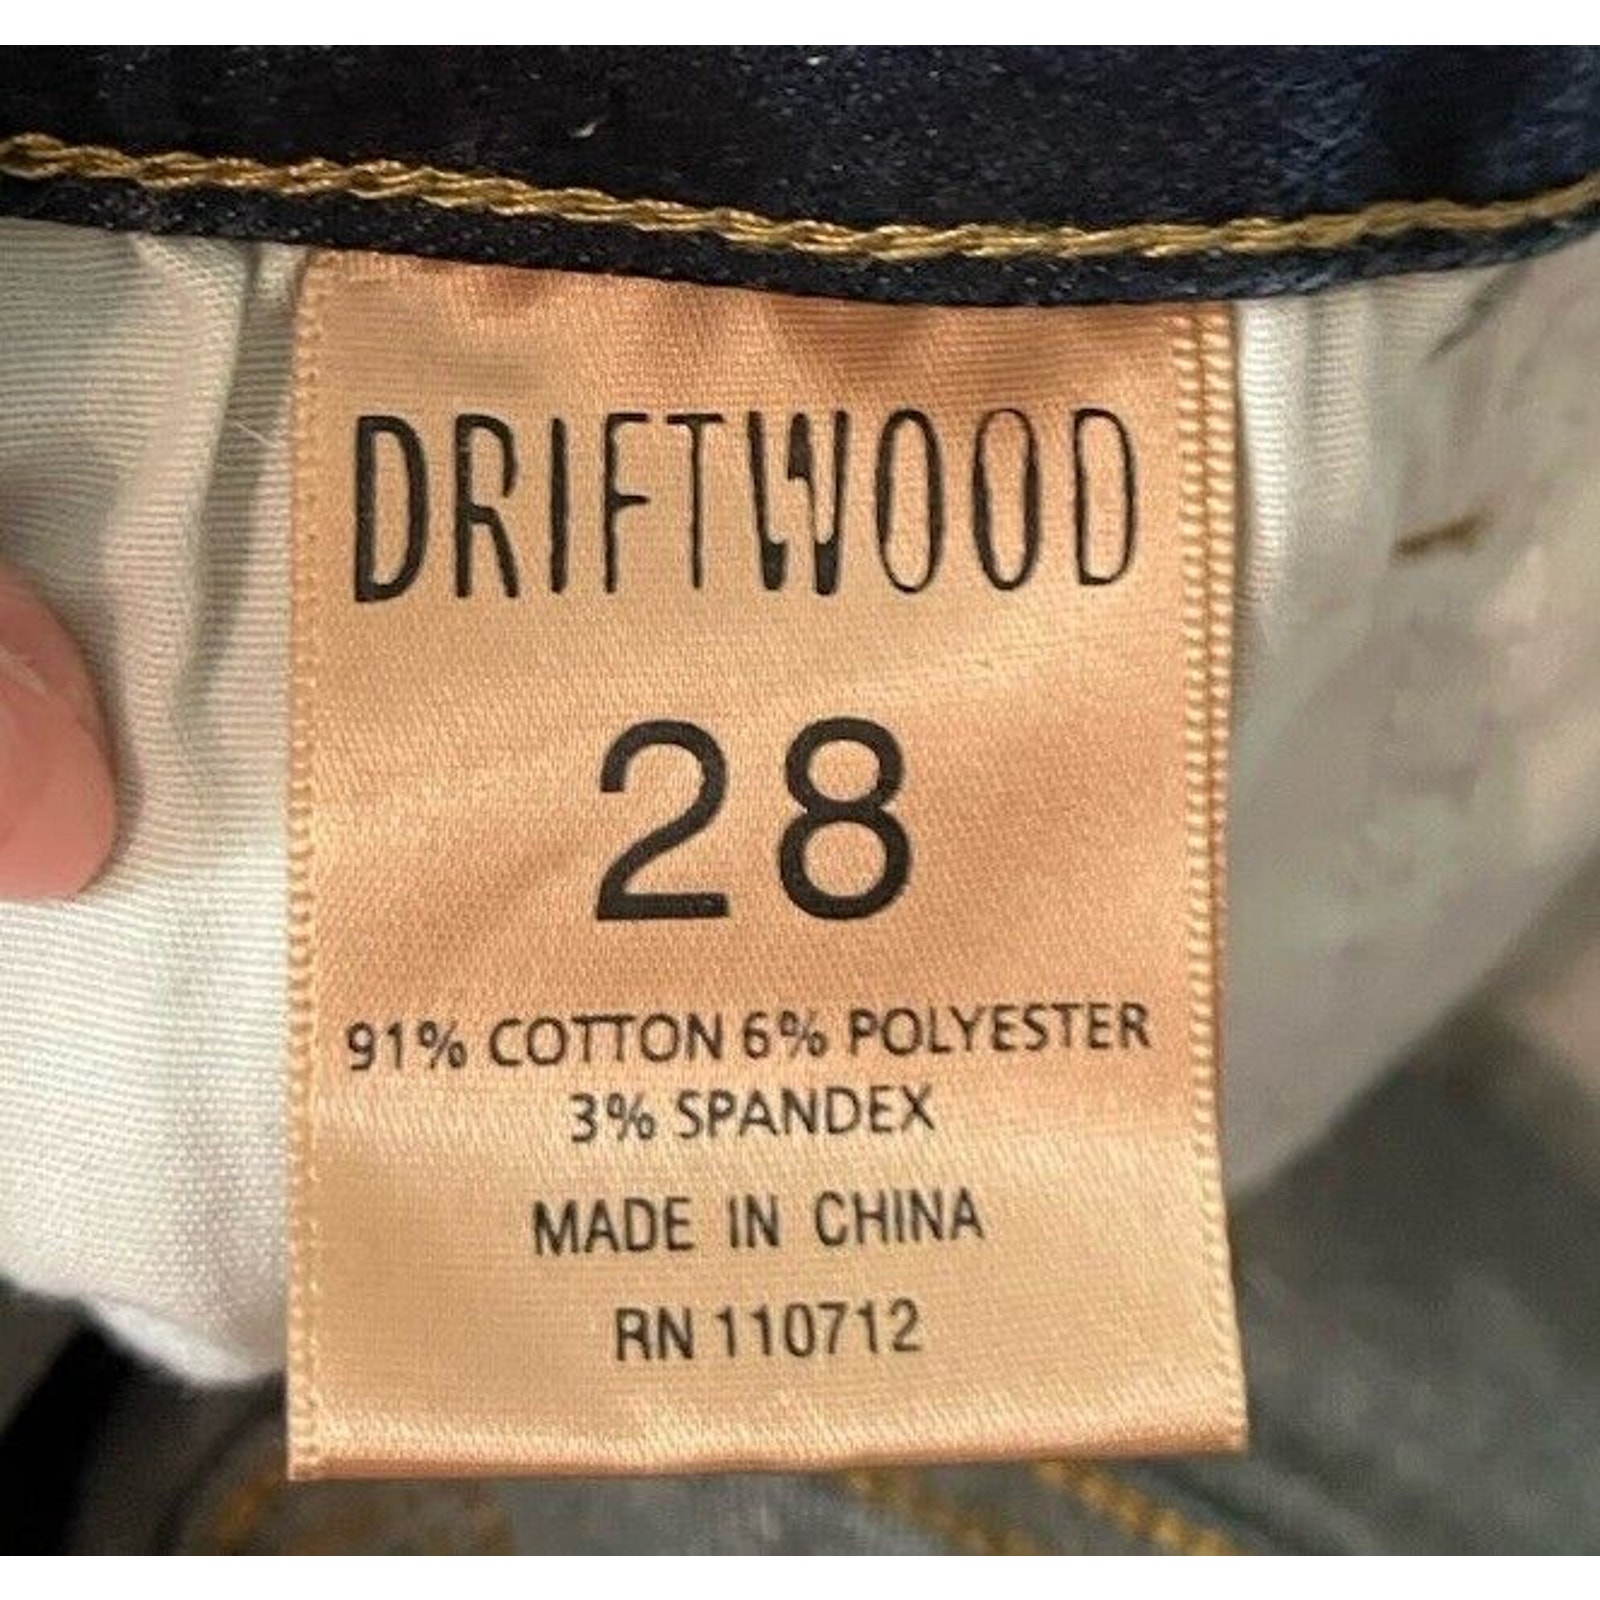 DRIFTWOOD
28
91% COTTON 6% POLYESTER
3% SPANDEX
MADE IN CHINA
RN 110712